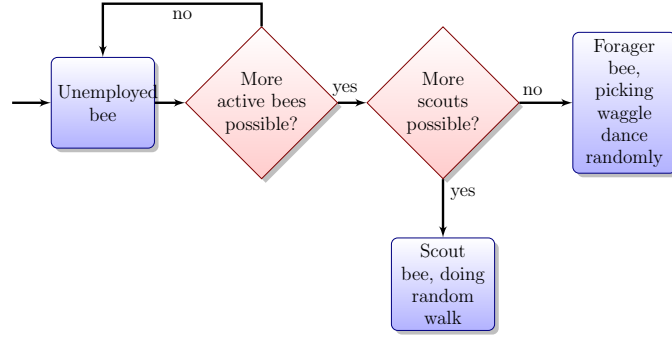 no
Unemployed
bee
More
active bees
possible?
yes
More
scouts
possible?
no
Forager
bee,
picking
waggle
dance
randomly
yes
Scout
bee, doing
random
walk